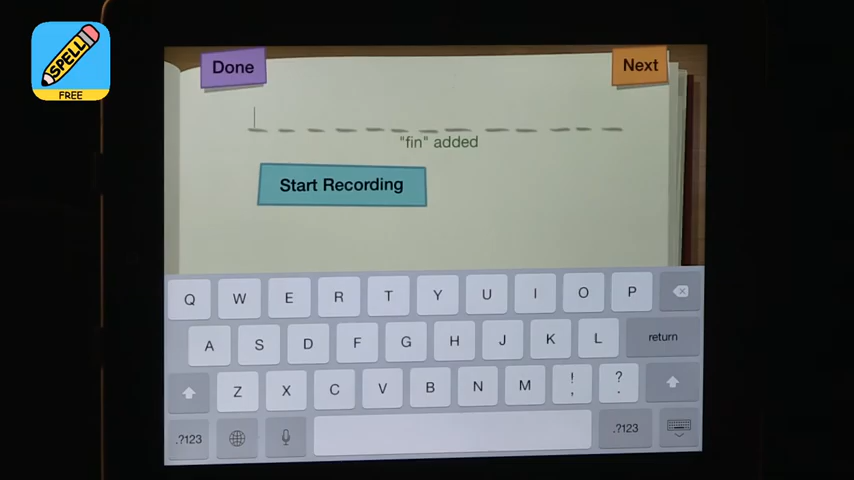 SPELL
FREE
Done
Next
"fin" added
Start Recording
Q W E R T Y U I O P
A S D F G H J K L return
Z X C V B N M ! , ? .
.?123 .?123